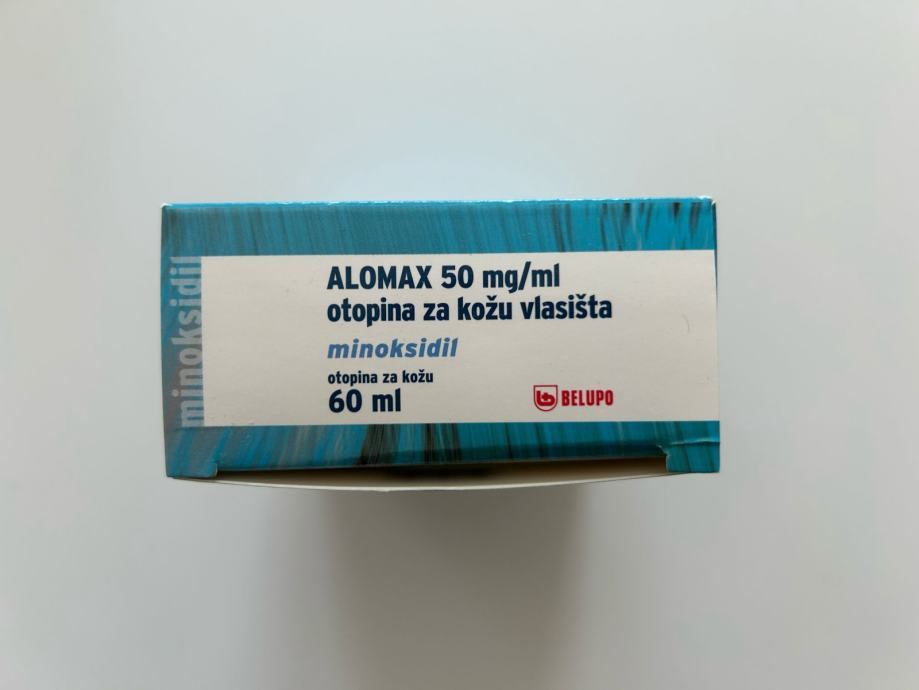 minoksidil
ALOMAX 50 mg/ml
otopina za kožu vlasišta
minoksidil
otopina za kožu
60 ml
BELUPO